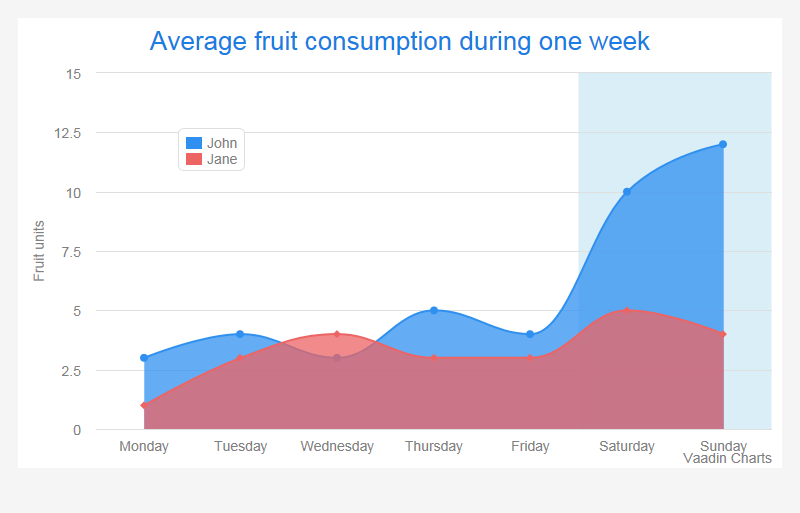 Average fruit consumption during one week
15
12.5
10
7.5
5
2.5
0
Fruit units
John
Jane
Monday Tuesday Wednesday Thursday Friday Saturday Sunday
Vaadin Charts